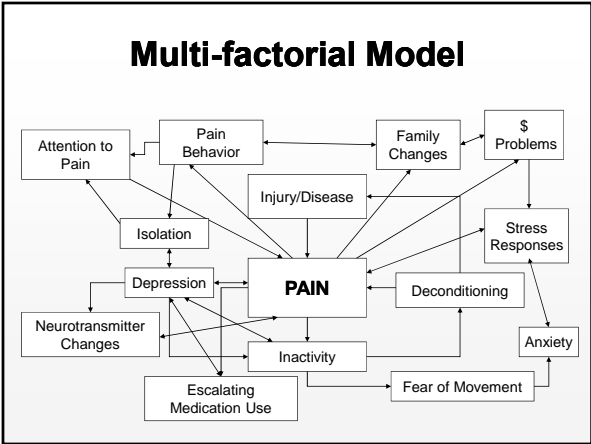 Multi-factorial Model
Attention to
Pain
Pain
Behavior
Family
Changes
$
Problems
Injury/Disease
Isolation
Stress
Responses
Depression
PAIN
Deconditioning
Neurotransmitter
Changes
Inactivity
Anxiety
Escalating
Medication Use
Fear of Movement